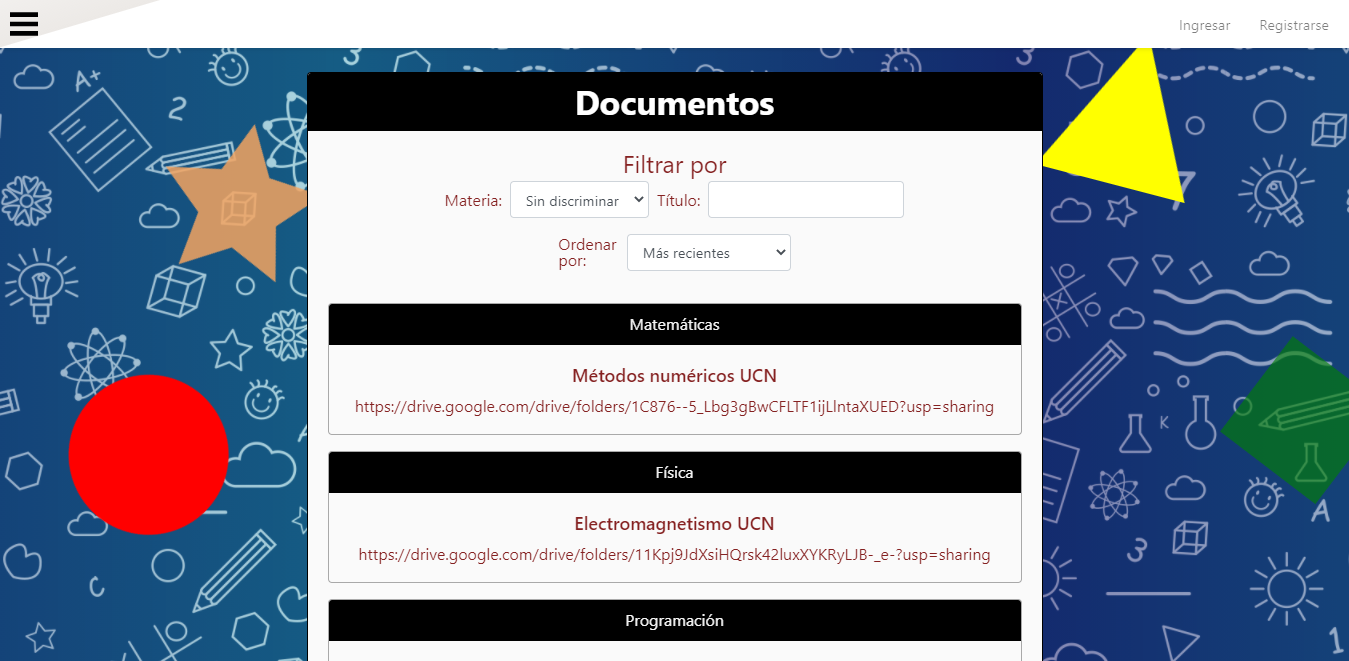 Ingresar Registrarse
Documentos
Filtrar por
Materia: Sin discriminar Título:
Ordenar por: Más recientes
Matemáticas
Métodos numéricos UCN
https://drive.google.com/drive/folders/1C876--5_Lbg3gBwCFLTF1ijLlntaXUED?usp=sharing
Física
Electromagnetismo UCN
https://drive.google.com/drive/folders/11Kpj9JdXsiHQrsk42luxXYKRyLJB-_e-?usp=sharing
Programación